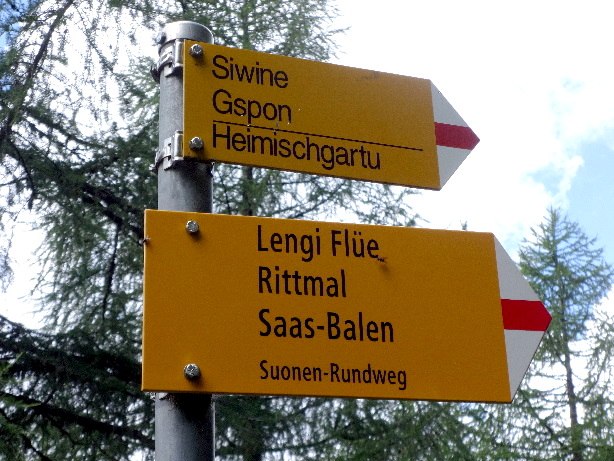 Siwine
Gspon
Heimischgartu
Lengi Flüe
Rittmal
Saas-Balen
Suonen-Rundweg